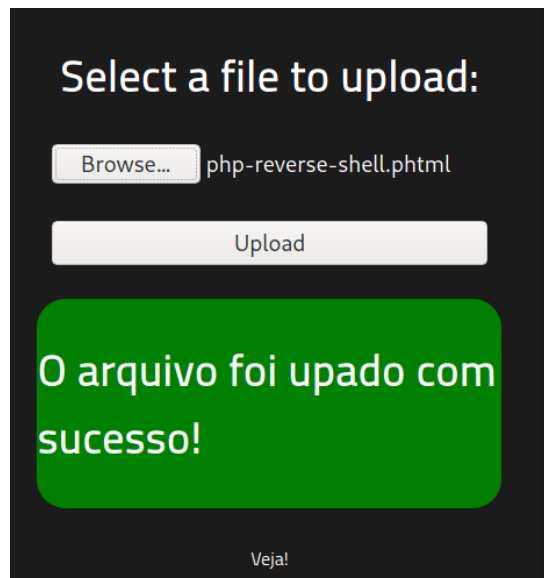 Select a file to upload:
Browse... php-reverse-shell.phtml
Upload
O arquivo foi upado com
sucesso!
Veja!